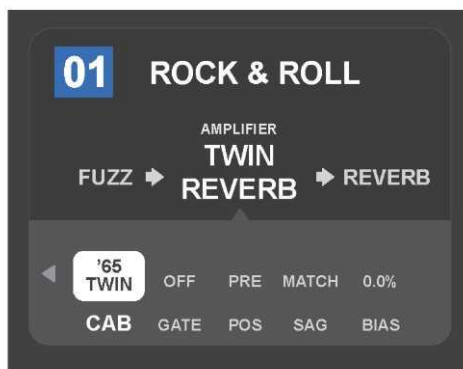 01 ROCK & ROLL
AMPLIFIER
TWIN
FUZZ REVERB REVERB
'65
TWIN OFF PRE MATCH 0.0%
CAB GATE POS SAG BIAS